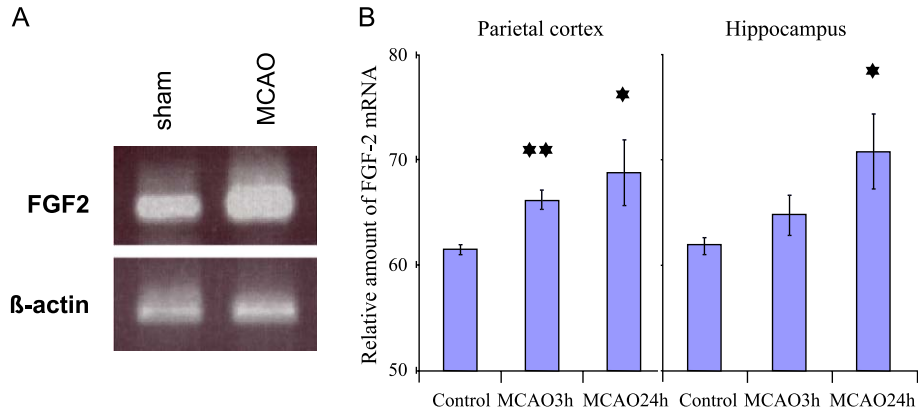 A
sham
MCAO
FGF2
ß-actin
B
Parietal cortex
Hippocampus
Relative amount of FGF-2 mRNA
80
70
60
50
Control MCAO3h MCAO24h
Control MCAO3h MCAO24h